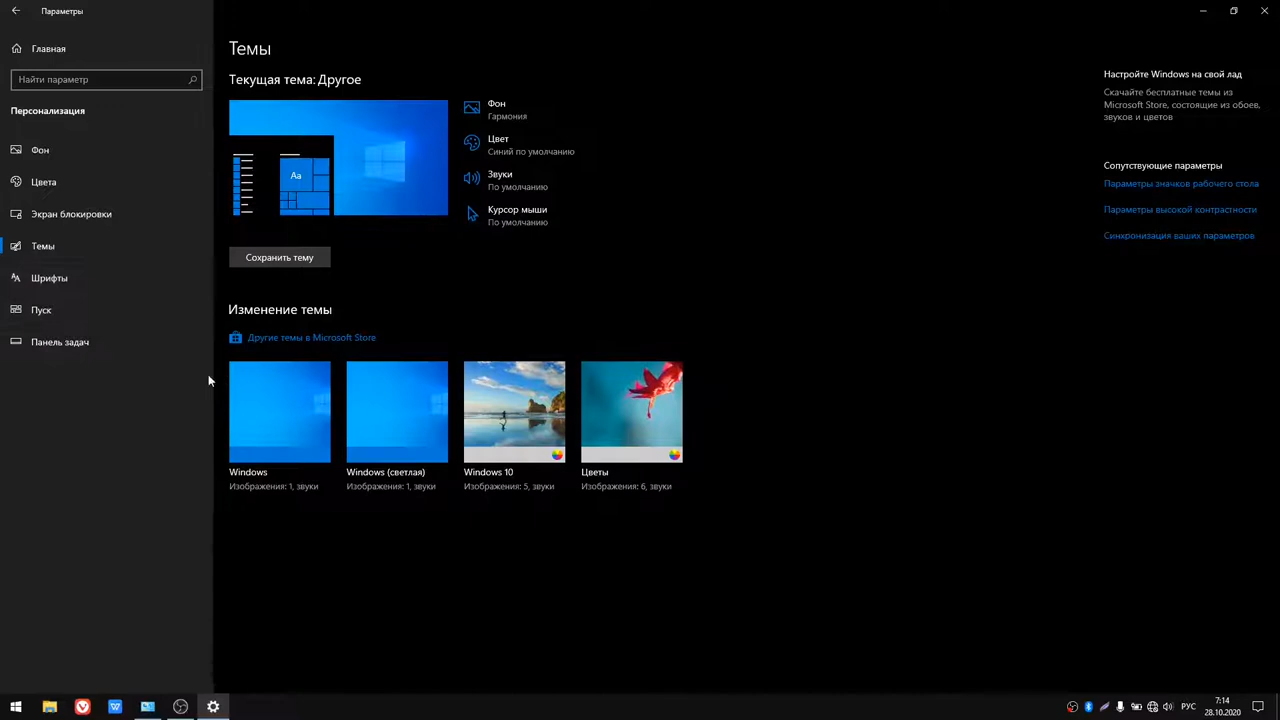 Параметры
Главная
Найти параметр
Персонализация
Фон
Цвета
Экран блокировки
Темы
Шрифты
Пуск
Панель задач
Темы
Текущая тема: Другое
Aa
Фон
Гармония
Цвет
Синий по умолчанию
Звуки
По умолчанию
Курсор мыши
По умолчанию
Сохранить тему
Изменение темы
Другие темы в Microsoft Store
Windows
Изображения: 1, звуки
Windows (светлая)
Изображения: 1, звуки
Windows 10
Изображения: 5, звуки
Цветы
Изображения: 6, звуки
Настройте Windows на свой лад
Скачайте бесплатные темы из
Microsoft Store, состоящие из обоев,
звуков и цветов
Сопутствующие параметры
Параметры значков рабочего стола
Параметры высокой контрастности
Синхронизация ваших параметров
W
РУС
7:14
28.10.2020